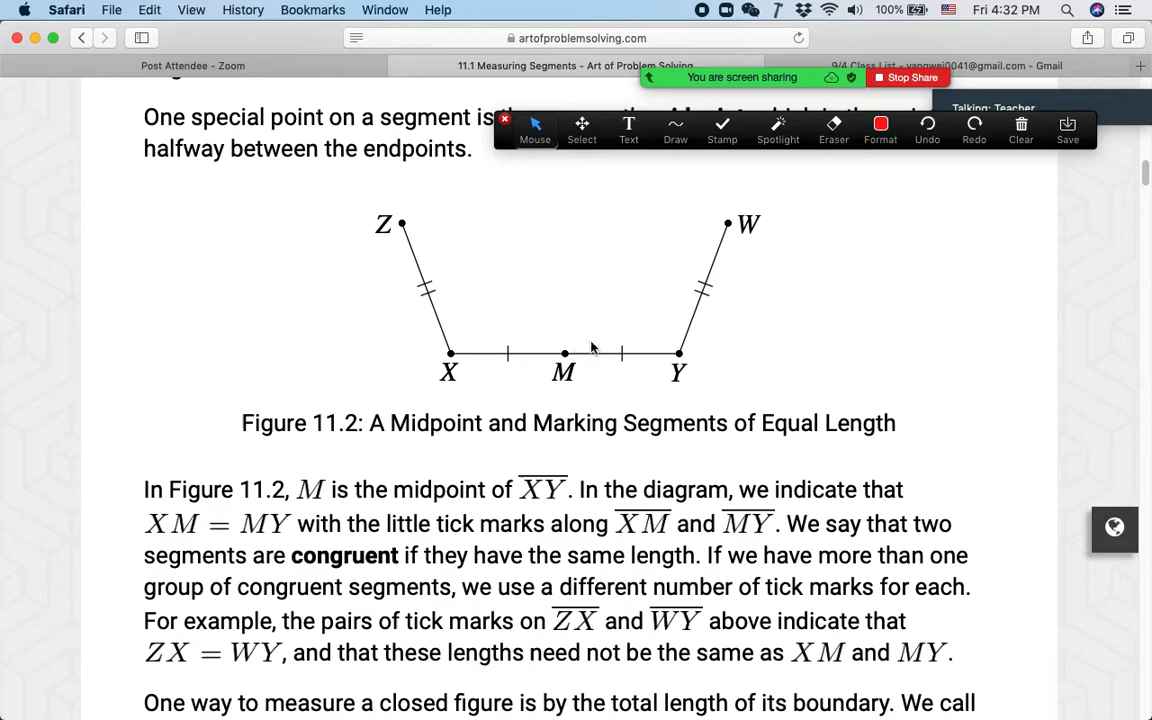 Safari File Edit View History Bookmarks Window Help 100% Fri 4:32 PM
artofproblemsolving.com
Post Attendee - Zoom 11.1 Measuring Segments - Art of Problem Solving 9/4 Class List - yangwei0041@gmail.com - Gmail
You are screen sharing Stop Share
Talking: Teacher
Mouse Select Text Draw Stamp Spotlight Eraser Format Undo Redo Clear Save
One special point on a segment is
halfway between the endpoints.
Z W
X M Y
Figure 11.2: A Midpoint and Marking Segments of Equal Length
In Figure 11.2, M is the midpoint of X̅Y̅. In the diagram, we indicate that
XM = MY with the little tick marks along X̅M̅ and M̅Y̅. We say that two
segments are congruent if they have the same length. If we have more than one
group of congruent segments, we use a different number of tick marks for each.
For example, the pairs of tick marks on Z̅X̅ and W̅Y̅ above indicate that
ZX = WY, and that these lengths need not be the same as XM and MY.
One way to measure a closed figure is by the total length of its boundary. We call